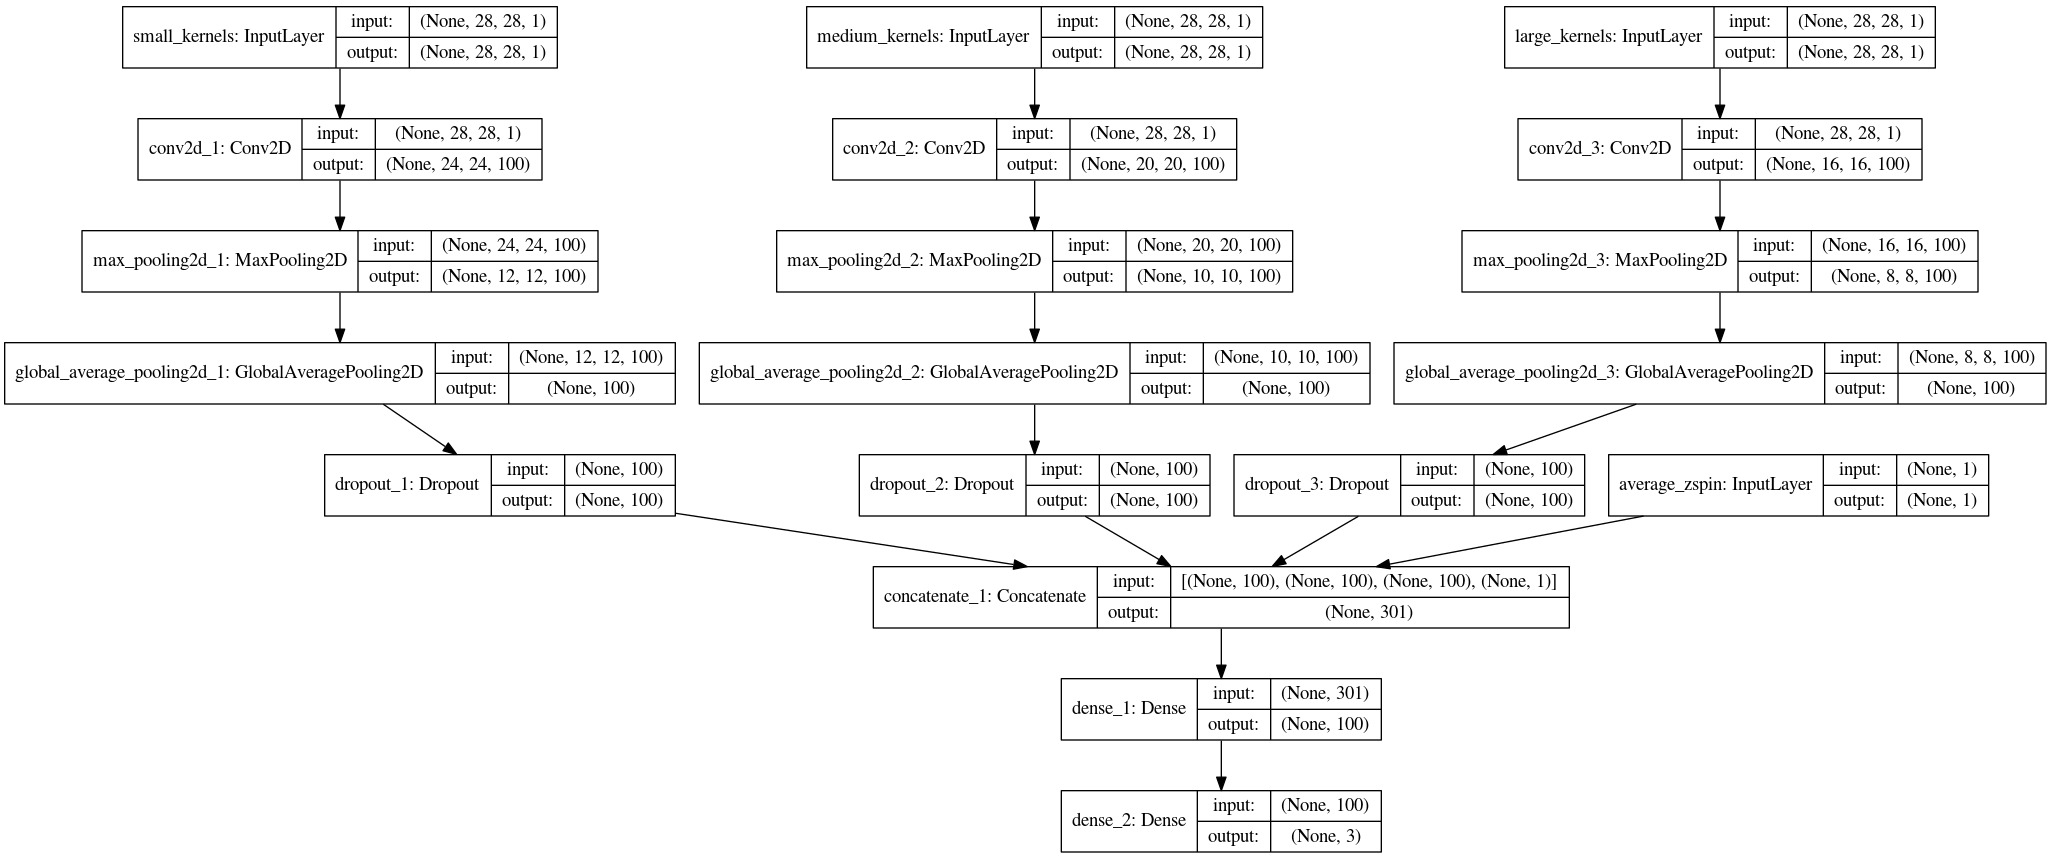 small_kernels: InputLayer
input:
(None, 28, 28, 1)
output:
(None, 28, 28, 1)
medium_kernels: InputLayer
input:
(None, 28, 28, 1)
output:
(None, 28, 28, 1)
large_kernels: InputLayer
input:
(None, 28, 28, 1)
output:
(None, 28, 28, 1)
conv2d_1: Conv2D
input:
(None, 28, 28, 1)
output:
(None, 24, 24, 100)
conv2d_2: Conv2D
input:
(None, 28, 28, 1)
output:
(None, 20, 20, 100)
conv2d_3: Conv2D
input:
(None, 28, 28, 1)
output:
(None, 16, 16, 100)
max_pooling2d_1: MaxPooling2D
input:
(None, 24, 24, 100)
output:
(None, 12, 12, 100)
max_pooling2d_2: MaxPooling2D
input:
(None, 20, 20, 100)
output:
(None, 10, 10, 100)
max_pooling2d_3: MaxPooling2D
input:
(None, 16, 16, 100)
output:
(None, 8, 8, 100)
global_average_pooling2d_1: GlobalAveragePooling2D
input:
(None, 12, 12, 100)
output:
(None, 100)
global_average_pooling2d_2: GlobalAveragePooling2D
input:
(None, 10, 10, 100)
output:
(None, 100)
global_average_pooling2d_3: GlobalAveragePooling2D
input:
(None, 8, 8, 100)
output:
(None, 100)
dropout_1: Dropout
input:
(None, 100)
output:
(None, 100)
dropout_2: Dropout
input:
(None, 100)
output:
(None, 100)
dropout_3: Dropout
input:
(None, 100)
output:
(None, 100)
average_zspin: InputLayer
input:
(None, 1)
output:
(None, 1)
concatenate_1: Concatenate
input:
[(None, 100), (None, 100), (None, 100), (None, 1)]
output:
(None, 301)
dense_1: Dense
input:
(None, 301)
output:
(None, 100)
dense_2: Dense
input:
(None, 100)
output:
(None, 3)